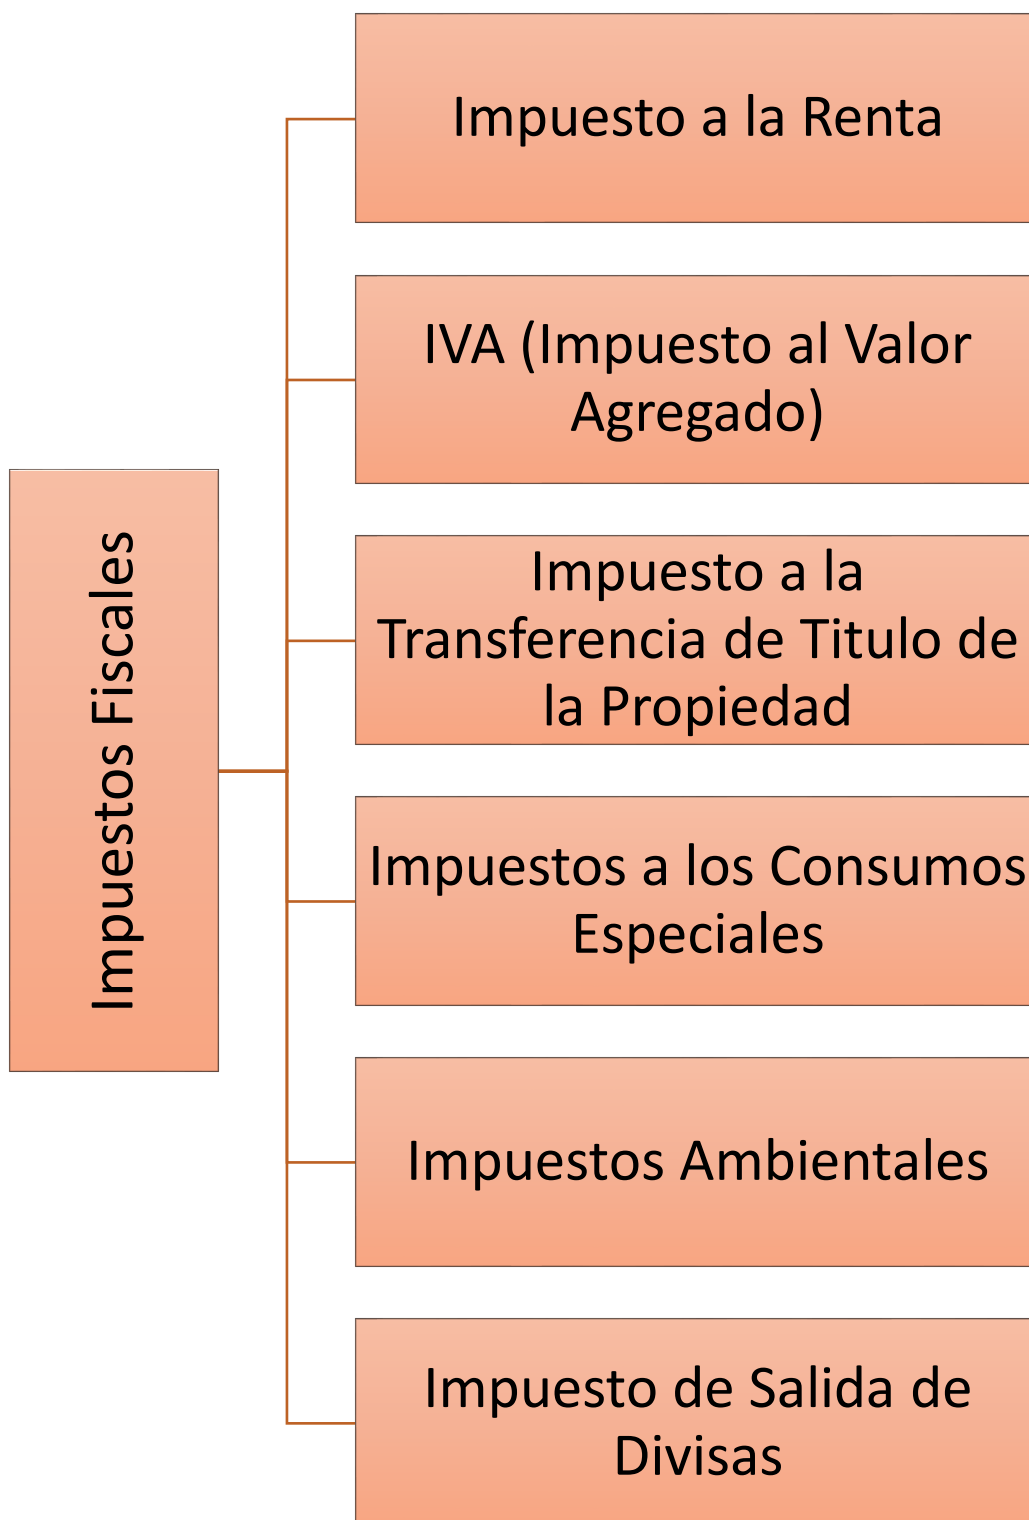 Impuestos Fiscales
Impuesto a la Renta
IVA (Impuesto al Valor
Agregado)
Impuesto a la
Transferencia de Titulo de
la Propiedad
Impuestos a los Consumos
Especiales
Impuestos Ambientales
Impuesto de Salida de
Divisas